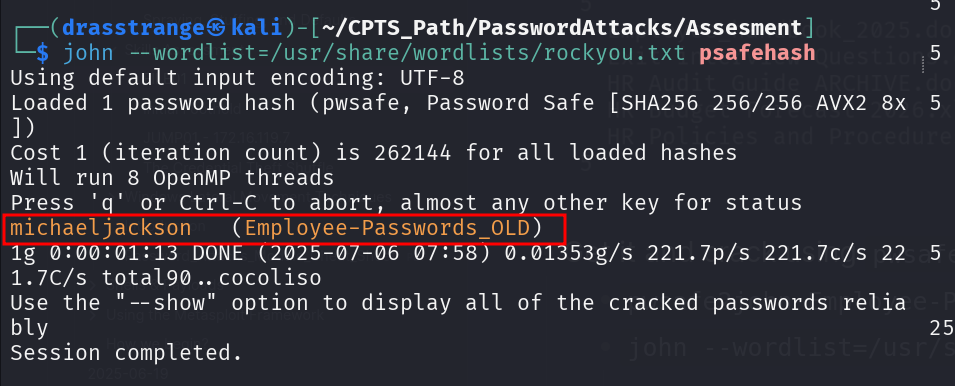 ┌──(drasstrange㉿kali)-[~/CPTS_Path/PasswordAttacks/Assesment]
└─$ john --wordlist=/usr/share/wordlists/rockyou.txt psafehash
Using default input encoding: UTF-8
Loaded 1 password hash (pwsafe, Password Safe [SHA256 256/256 AVX2 8x
])
Cost 1 (iteration count) is 262144 for all loaded hashes
Will run 8 OpenMP threads
Press 'q' or Ctrl-C to abort, almost any other key for status
michaeljackson   (Employee-Passwords_OLD)
1g 0:00:01:13 DONE (2025-07-06 07:58) 0.01353g/s 221.7p/s 221.7c/s 22
1.7C/s total90..cocoliso
Use the "--show" option to display all of the cracked passwords relia
bly
Session completed.
5
5
5
5
25